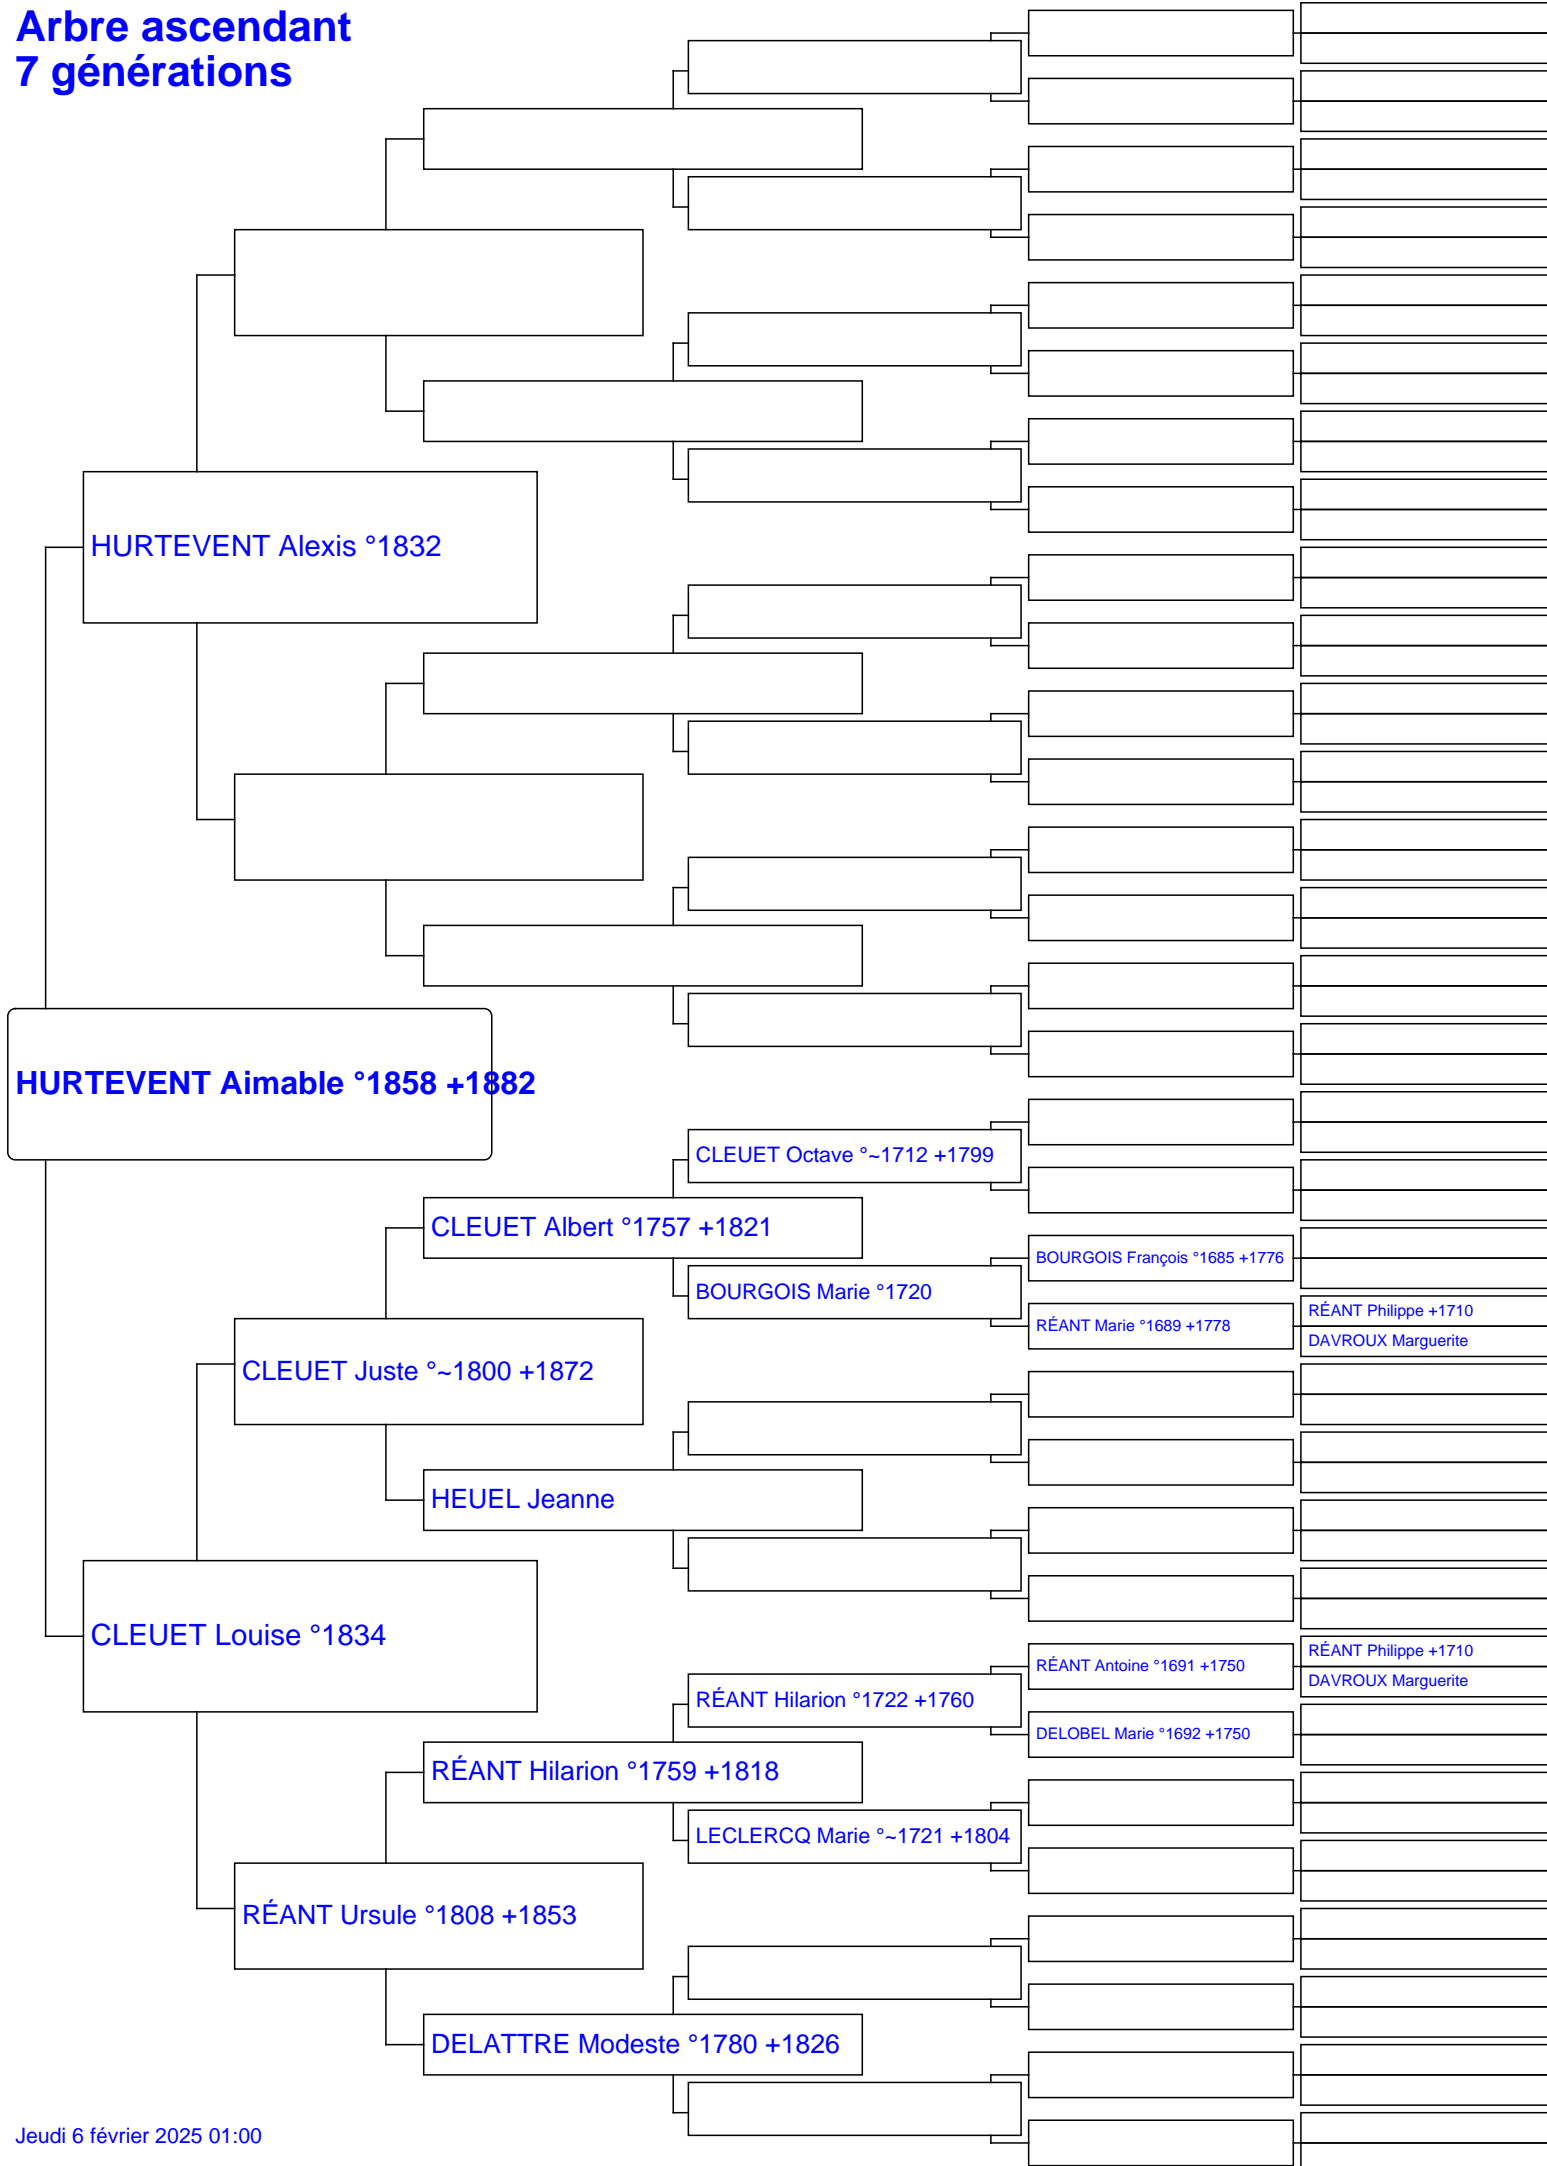 Arbre ascendant
7 générations
HURTEVENT Alexis °1832
HURTEVENT Aimable °1858 +1882
CLEUET Octave °~1712 +1799
CLEUET Albert °1757 +1821
BOURGOIS François °1685 +1776
BOURGOIS Marie °1720
RÉANT Philippe +1710
RÉANT Marie °1689 +1778
DAVROUX Marguerite
CLEUET Juste °~1800 +1872
HEUEL Jeanne
CLEUET Louise °1834
RÉANT Philippe +1710
RÉANT Antoine °1691 +1750
DAVROUX Marguerite
RÉANT Hilarion °1722 +1760
DELOBEL Marie °1692 +1750
RÉANT Hilarion °1759 +1818
LECLERCQ Marie °~1721 +1804
RÉANT Ursule °1808 +1853
DELATTRE Modeste °1780 +1826
Jeudi 6 février 2025 01:00